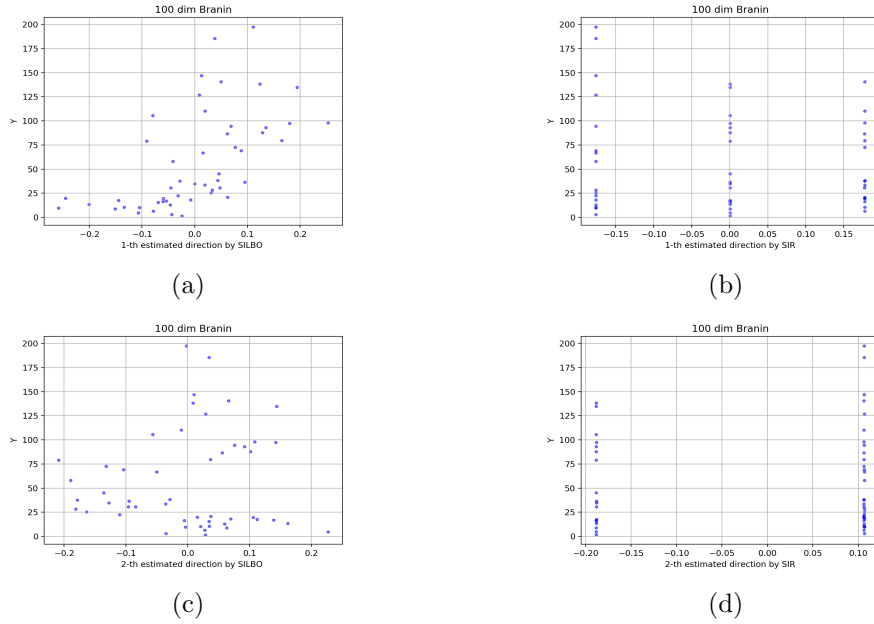 100 dim Branin
200
175
150
125
100
75
50
25
0
Y
−0.2 −0.1 0.0 0.1 0.2
1-th estimated direction by SILBO
(a)
100 dim Branin
200
175
150
125
100
75
50
25
0
Y
−0.15 −0.10 −0.05 0.00 0.05 0.10 0.15
1-th estimated direction by SIR
(b)
100 dim Branin
200
175
150
125
100
75
50
25
0
Y
−0.2 −0.1 0.0 0.1 0.2
2-th estimated direction by SILBO
(c)
100 dim Branin
200
175
150
125
100
75
50
25
0
Y
−0.20 −0.15 −0.10 −0.05 0.00 0.05 0.10
2-th estimated direction by SIR
(d)